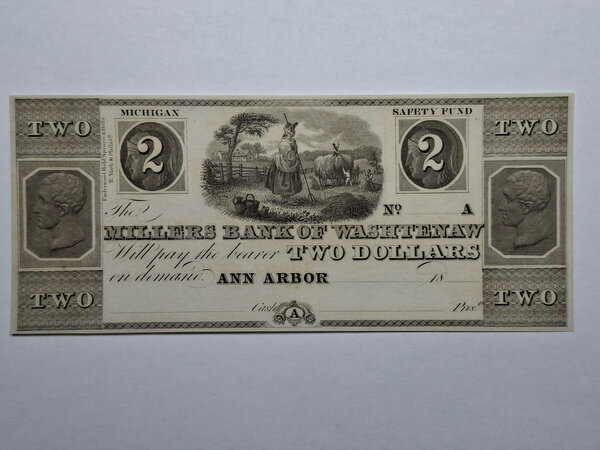 MICHIGAN SAFETY FUND
TWO 2 2 TWO
The Nº A
MILLERS BANK OF WASHTENAW
Will pay the bearer TWO DOLLARS
on demand ANN ARBOR 18
TWO Cash. A Pres. TWO